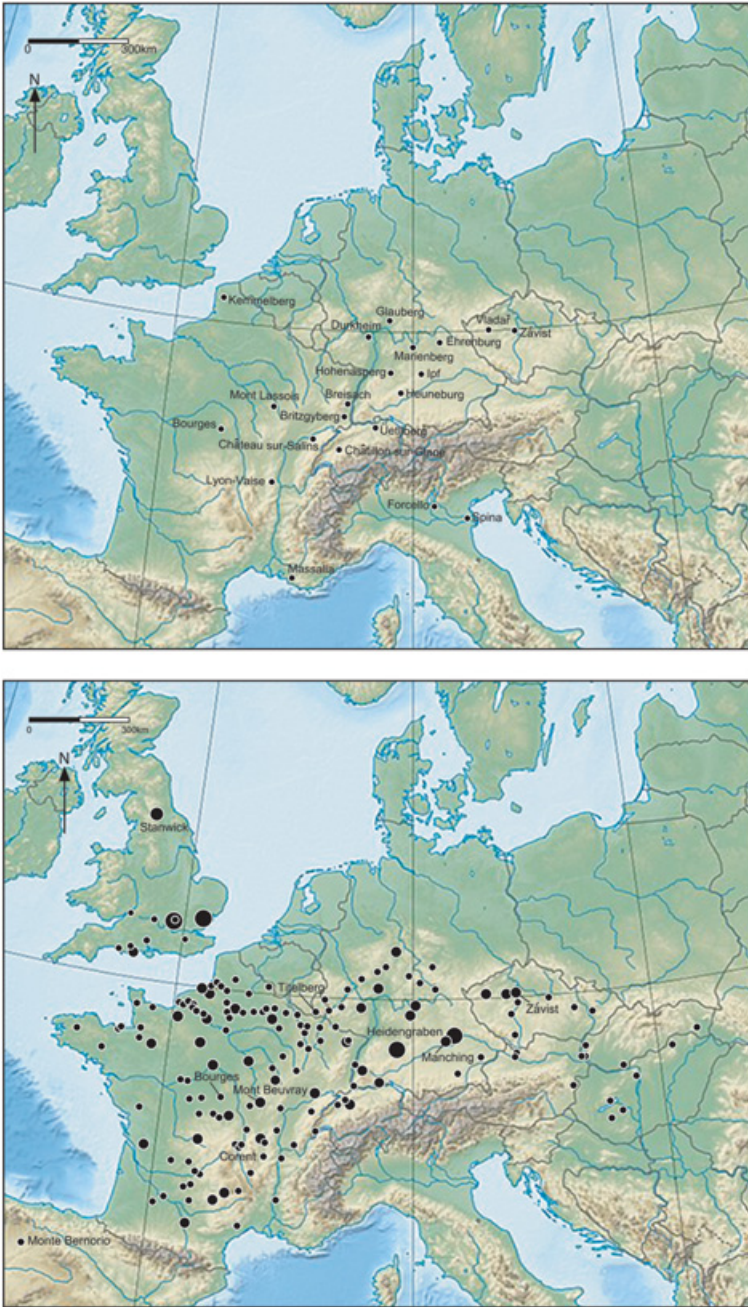 0 300km
N
Kemmelberg
Glauberg
Durkheim
Vladař
Závist
Ehrenburg
Marienberg
Hohenasperg
Ipf
Mont Lassois
Breisach
Heuneburg
Bourges
Britzgyberg
Uetliberg
Château sur-Salins
Châtillon-sur-Glâne
Lyon-Vaise
Forcello
Spina
Massalia
0 300km
N
Stanwick
Titelberg
Závist
Heidengraben
Manching
Bourges
Mont Beuvray
Corent
Monte Bernorio